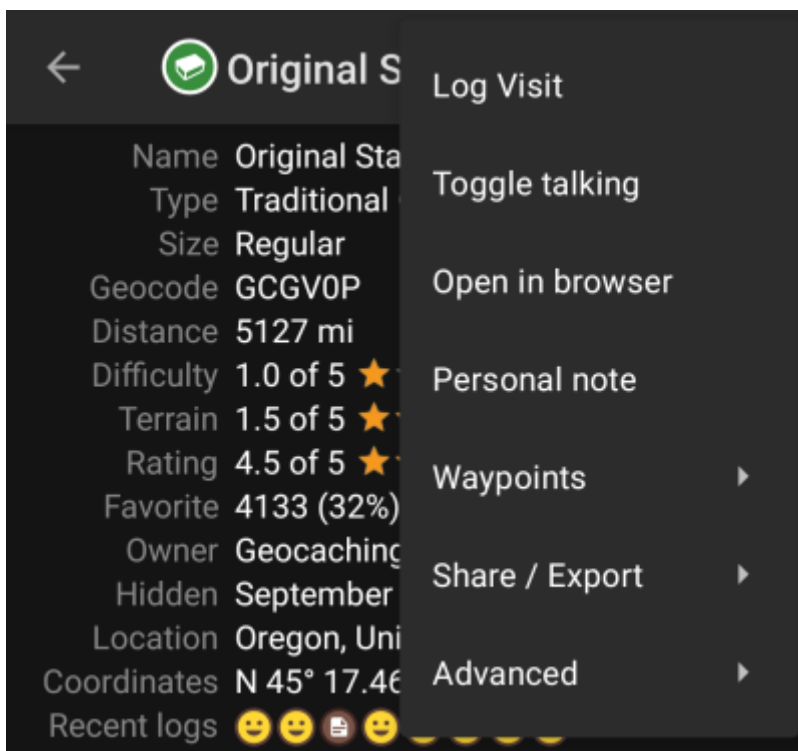 Original S
Log Visit
Name Original Sta
Toggle talking
Type Traditional
Size Regular
Geocode GCGV0P
Open in browser
Distance 5127 mi
Difficulty 1.0 of 5
Personal note
Terrain 1.5 of 5
Rating 4.5 of 5
Waypoints
Favorite 4133 (32%)
Owner Geocaching
Share / Export
Hidden September
Location Oregon, Uni
Advanced
Coordinates N 45° 17.46
Recent logs